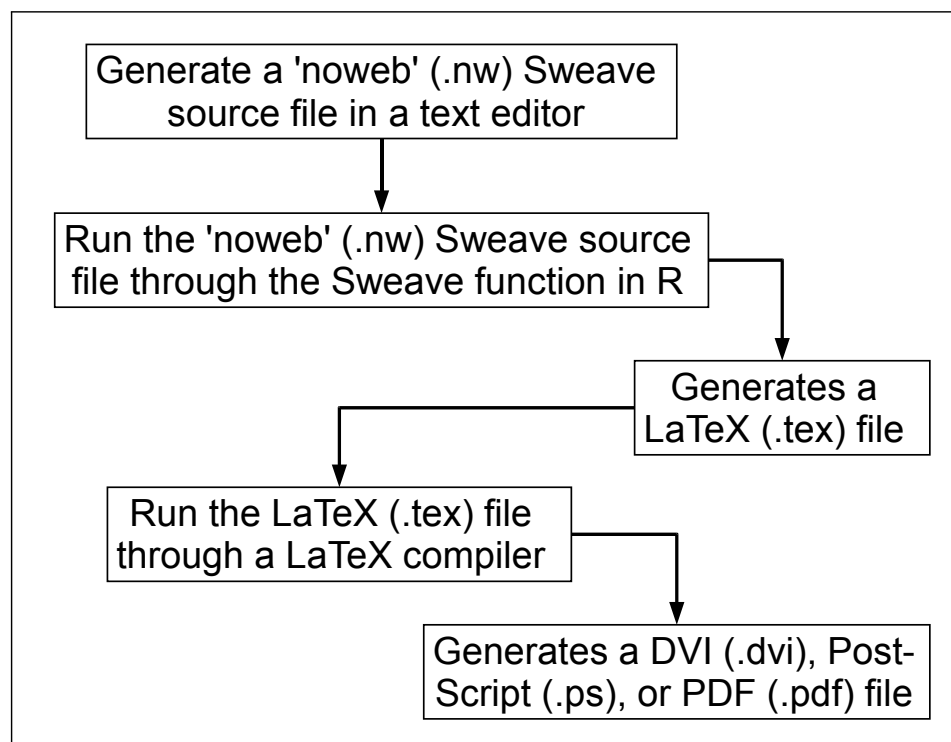 Generate a 'noweb' (.nw) Sweave
source file in a text editor
Run the 'noweb' (.nw) Sweave source
file through the Sweave function in R
Generates a
LaTeX (.tex) file
Run the LaTeX (.tex) file
through a LaTeX compiler
Generates a DVI (.dvi), Post-
Script (.ps), or PDF (.pdf) file